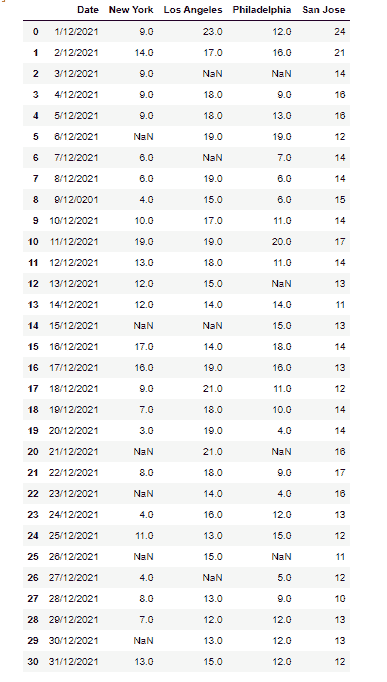 Date New York Los Angeles Philadelphia San Jose
0 1/12/2021 9.0 23.0 12.0 24
1 2/12/2021 14.0 17.0 16.0 21
2 3/12/2021 9.0 NaN NaN 14
3 4/12/2021 9.0 18.0 9.0 16
4 5/12/2021 9.0 18.0 13.0 16
5 6/12/2021 NaN 19.0 19.0 12
6 7/12/2021 6.0 NaN 7.0 14
7 8/12/2021 6.0 19.0 6.0 14
8 9/12/0201 4.0 15.0 6.0 15
9 10/12/2021 10.0 17.0 11.0 14
10 11/12/2021 19.0 19.0 20.0 17
11 12/12/2021 13.0 18.0 11.0 14
12 13/12/2021 12.0 15.0 NaN 13
13 14/12/2021 12.0 14.0 14.0 11
14 15/12/2021 NaN NaN 15.0 13
15 16/12/2021 17.0 14.0 18.0 14
16 17/12/2021 16.0 19.0 16.0 13
17 18/12/2021 9.0 21.0 11.0 12
18 19/12/2021 7.0 18.0 10.0 14
19 20/12/2021 3.0 19.0 4.0 14
20 21/12/2021 NaN 21.0 NaN 16
21 22/12/2021 8.0 18.0 9.0 17
22 23/12/2021 NaN 14.0 4.0 16
23 24/12/2021 4.0 16.0 12.0 13
24 25/12/2021 11.0 13.0 15.0 12
25 26/12/2021 NaN 15.0 NaN 11
26 27/12/2021 4.0 NaN 5.0 12
27 28/12/2021 8.0 13.0 9.0 10
28 29/12/2021 7.0 12.0 12.0 13
29 30/12/2021 NaN 13.0 12.0 13
30 31/12/2021 13.0 15.0 12.0 12